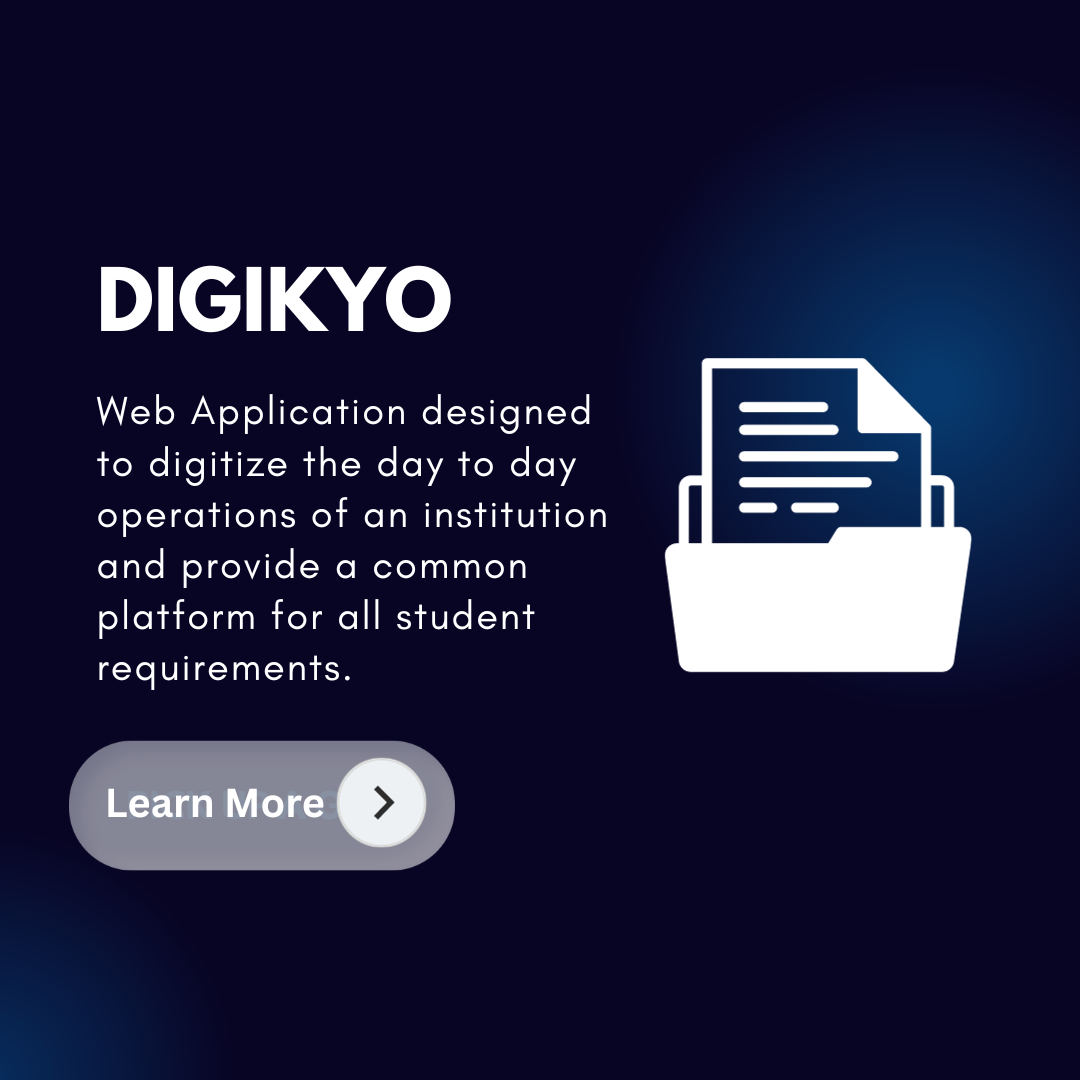 DIGIKYO
Web Application designed
to digitize the day to day
operations of an institution
and provide a common
platform for all student
requirements.
Learn More